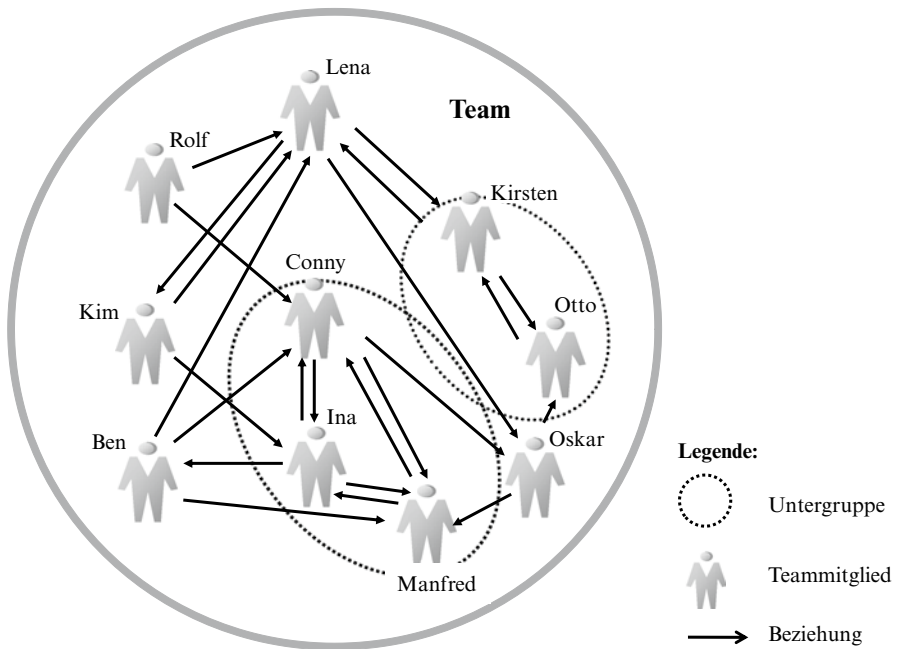 Lena
Team
Rolf
Kirsten
Conny
Otto
Kim
Ina
Ben
Oskar
Manfred
Legende:
Untergruppe
Teammitglied
Beziehung